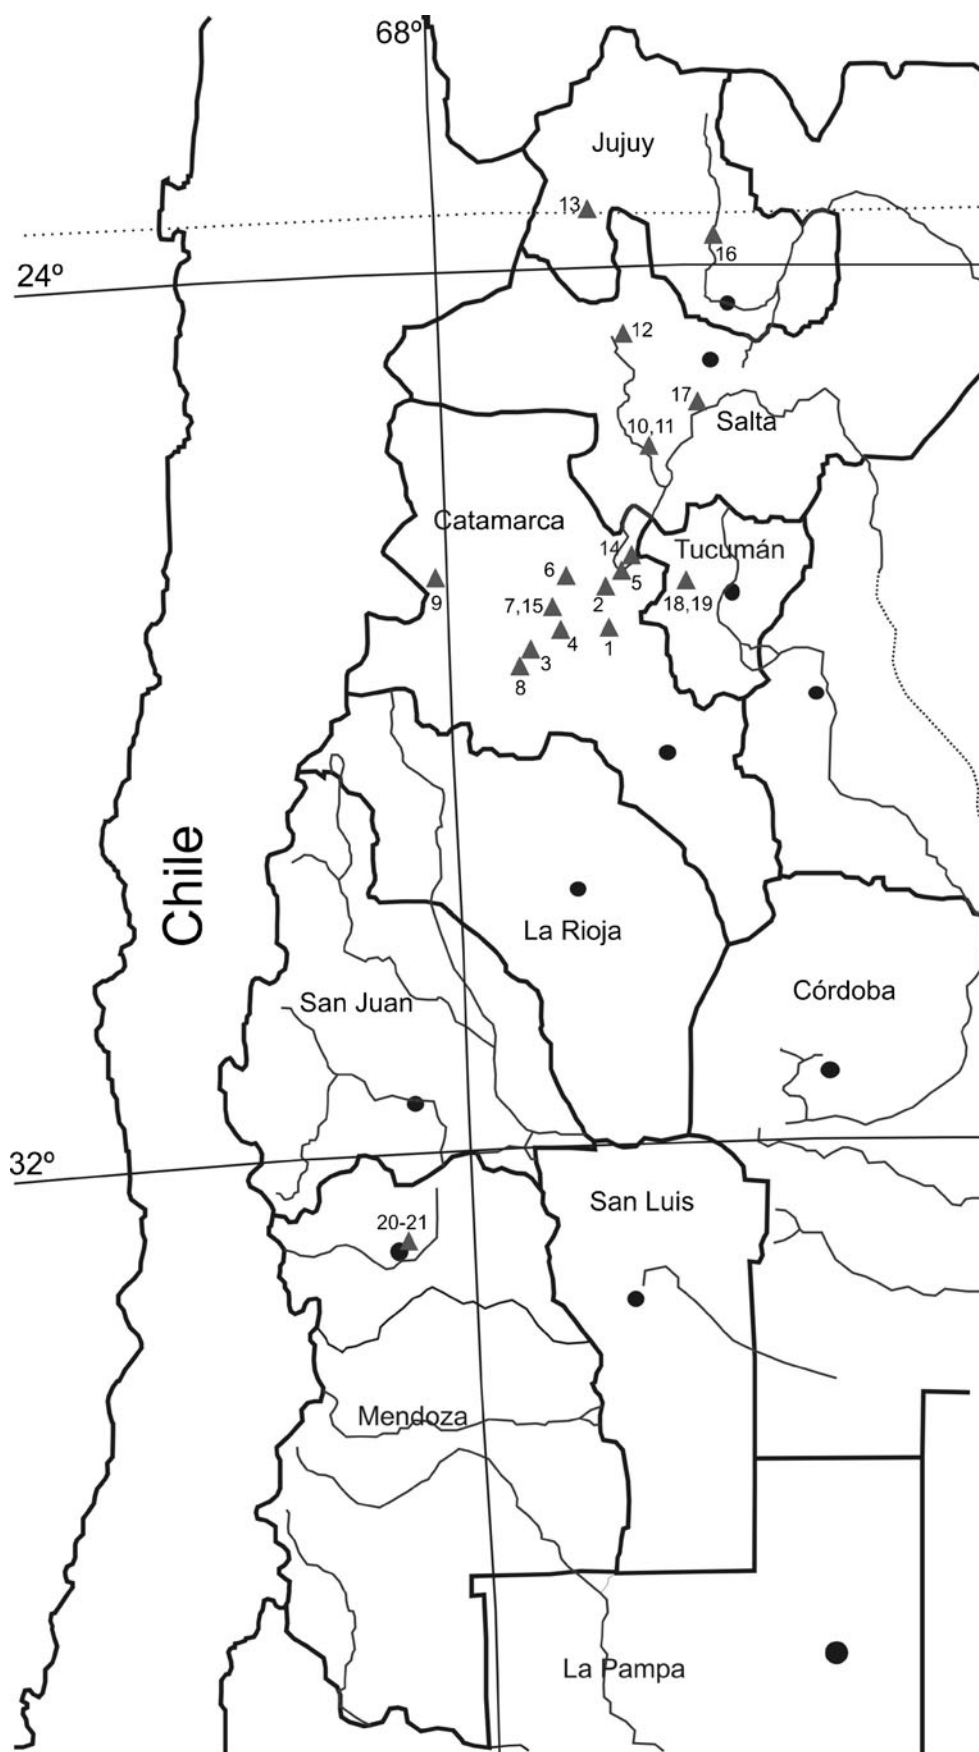 68º
Jujuy
13
16
24º
12
17
Salta
10,11
Catamarca
14
Tucumán
6
5
9
7,15
2
18,19
4
1
3
8
Chile
La Rioja
Córdoba
San Juan
32º
San Luis
20-21
Mendoza
La Pampa